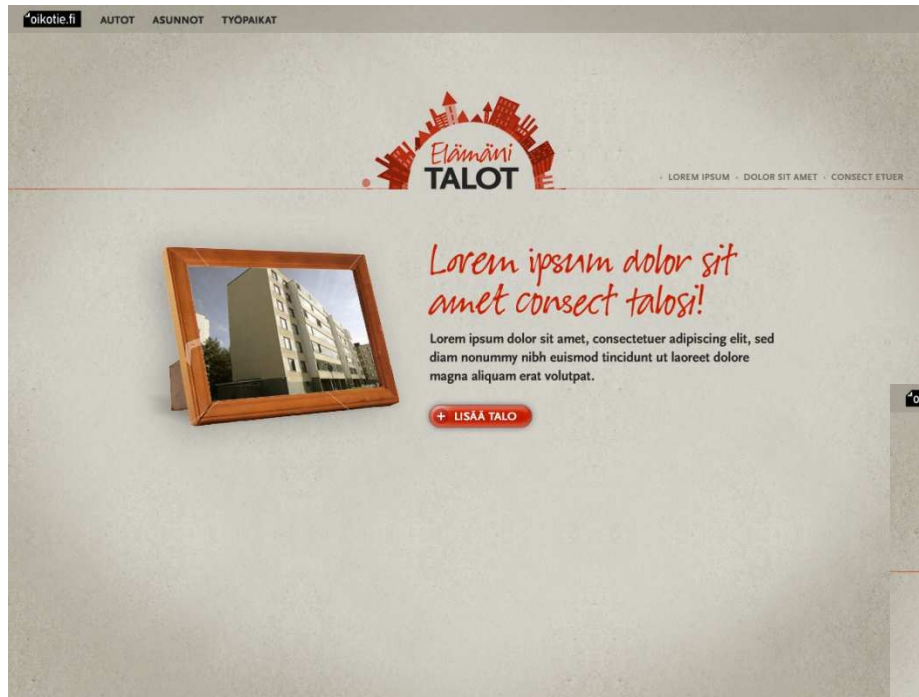 oikotie.fi AUTOT ASUNNOT TYÖPAIKAT
Elämäni
TALOT
LOREM IPSUM DOLOR SIT AMET CONSECT ETUER
Lorem ipsum dolor sit
amet consect talosi!
Lorem ipsum dolor sit amet, consectetuer adipiscing elit, sed
diam nonummy nibh euismod tincidunt ut laoreet dolore
magna aliquam erat volutpat.
+ LISÄÄ TALO